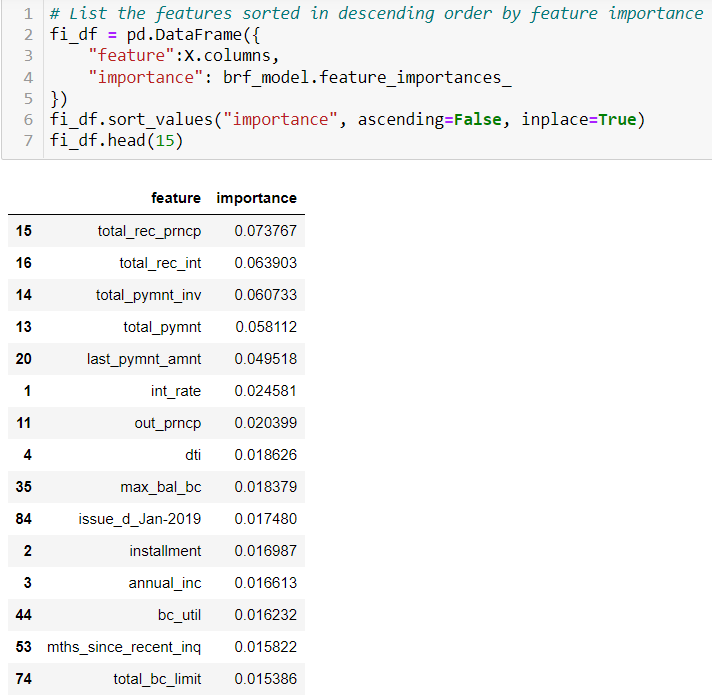 1 # List the features sorted in descending order by feature importance
2 fi_df = pd.DataFrame({
3     "feature":X.columns,
4     "importance": brf_model.feature_importances_
5 })
6 fi_df.sort_values("importance", ascending=False, inplace=True)
7 fi_df.head(15)
feature importance
15 total_rec_prncp 0.073767
16 total_rec_int 0.063903
14 total_pymnt_inv 0.060733
13 total_pymnt 0.058112
20 last_pymnt_amnt 0.049518
1 int_rate 0.024581
11 out_prncp 0.020399
4 dti 0.018626
35 max_bal_bc 0.018379
84 issue_d_Jan-2019 0.017480
2 installment 0.016987
3 annual_inc 0.016613
44 bc_util 0.016232
53 mths_since_recent_inq 0.015822
74 total_bc_limit 0.015386